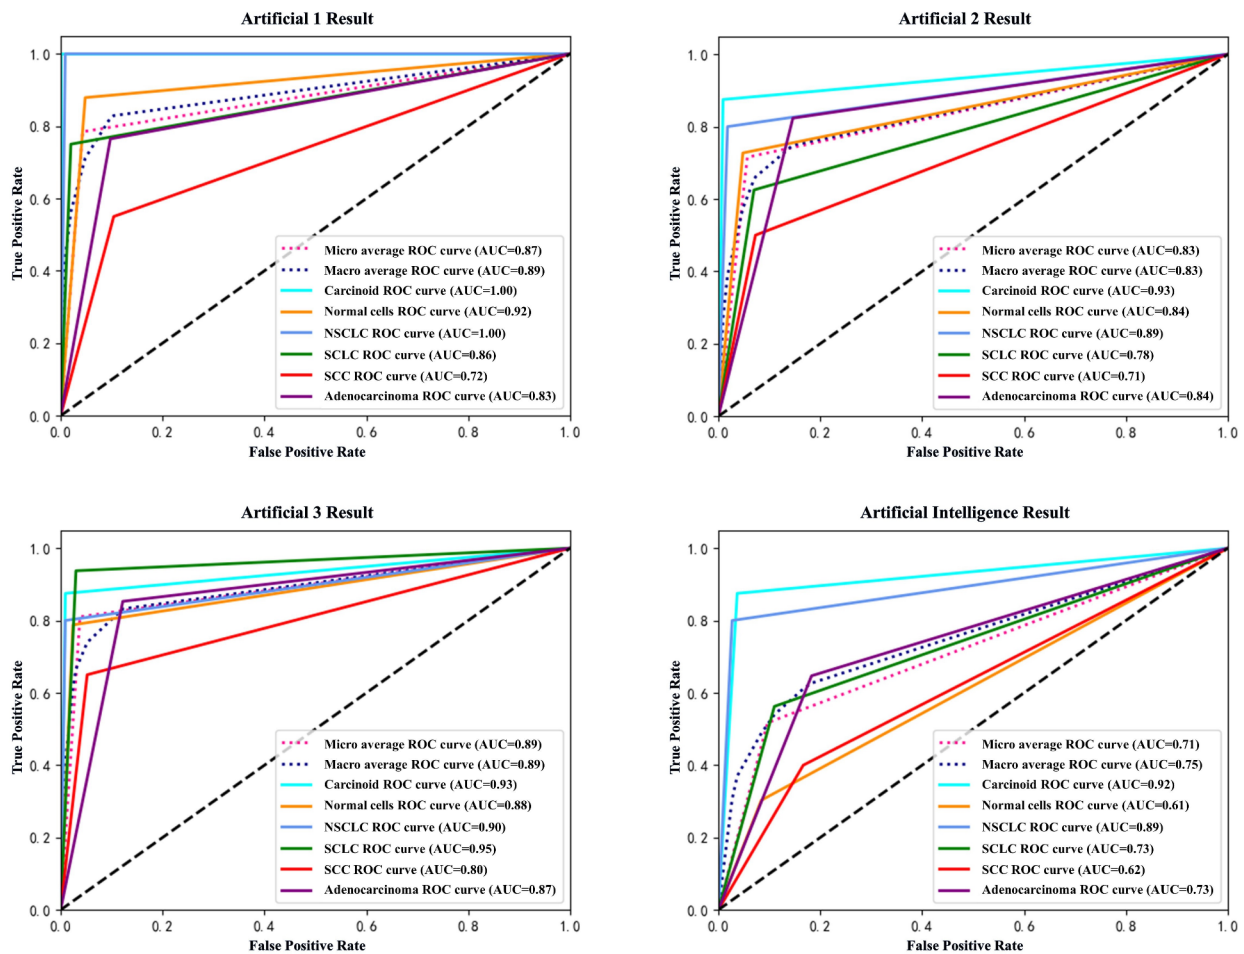 Artificial 1 Result
True Positive Rate
1.0
0.8
0.6
0.4
0.2
0.0
Micro average ROC curve (AUC=0.87)
Macro average ROC curve (AUC=0.89)
Carcinoid ROC curve (AUC=1.00)
Normal cells ROC curve (AUC=0.92)
NSCLC ROC curve (AUC=1.00)
SCLC ROC curve (AUC=0.86)
SCC ROC curve (AUC=0.72)
Adenocarcinoma ROC curve (AUC=0.83)
0.0 0.2 0.4 0.6 0.8 1.0
False Positive Rate
Artificial 2 Result
True Positive Rate
1.0
0.8
0.6
0.4
0.2
0.0
Micro average ROC curve (AUC=0.83)
Macro average ROC curve (AUC=0.83)
Carcinoid ROC curve (AUC=0.93)
Normal cells ROC curve (AUC=0.84)
NSCLC ROC curve (AUC=0.89)
SCLC ROC curve (AUC=0.78)
SCC ROC curve (AUC=0.71)
Adenocarcinoma ROC curve (AUC=0.84)
0.0 0.2 0.4 0.6 0.8 1.0
False Positive Rate
Artificial 3 Result
True Positive Rate
1.0
0.8
0.6
0.4
0.2
0.0
Micro average ROC curve (AUC=0.89)
Macro average ROC curve (AUC=0.89)
Carcinoid ROC curve (AUC=0.93)
Normal cells ROC curve (AUC=0.88)
NSCLC ROC curve (AUC=0.90)
SCLC ROC curve (AUC=0.95)
SCC ROC curve (AUC=0.80)
Adenocarcinoma ROC curve (AUC=0.87)
0.0 0.2 0.4 0.6 0.8 1.0
False Positive Rate
Artificial Intelligence Result
True Positive Rate
1.0
0.8
0.6
0.4
0.2
0.0
Micro average ROC curve (AUC=0.71)
Macro average ROC curve (AUC=0.75)
Carcinoid ROC curve (AUC=0.92)
Normal cells ROC curve (AUC=0.61)
NSCLC ROC curve (AUC=0.89)
SCLC ROC curve (AUC=0.73)
SCC ROC curve (AUC=0.62)
Adenocarcinoma ROC curve (AUC=0.73)
0.0 0.2 0.4 0.6 0.8 1.0
False Positive Rate